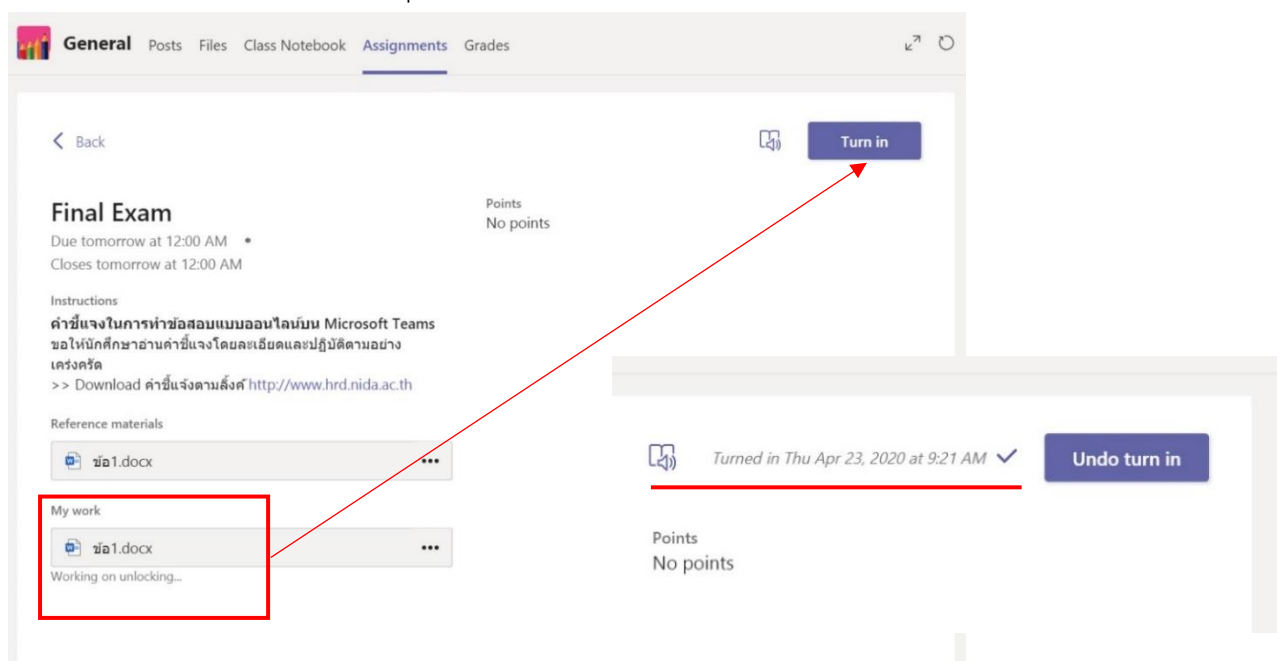 General Posts Files Class Notebook Assignments Grades
Back
Turn in
Final Exam
Due tomorrow at 12:00 AM •
Closes tomorrow at 12:00 AM
Points
No points
Instructions
คำชี้แจงในการทำข้อสอบแบบออนไลน์บน Microsoft Teams
ขอให้นักศึกษาอ่านคำชี้แจงโดยละเอียดและปฏิบัติตามอย่าง
เคร่งครัด
>> Download คำชี้แจ้งตามลิ้งค์ http://www.hrd.nida.ac.th
Reference materials
ข้อ1.docx
My work
ข้อ1.docx
Working on unlocking...
Turned in Thu Apr 23, 2020 at 9:21 AM
Undo turn in
Points
No points